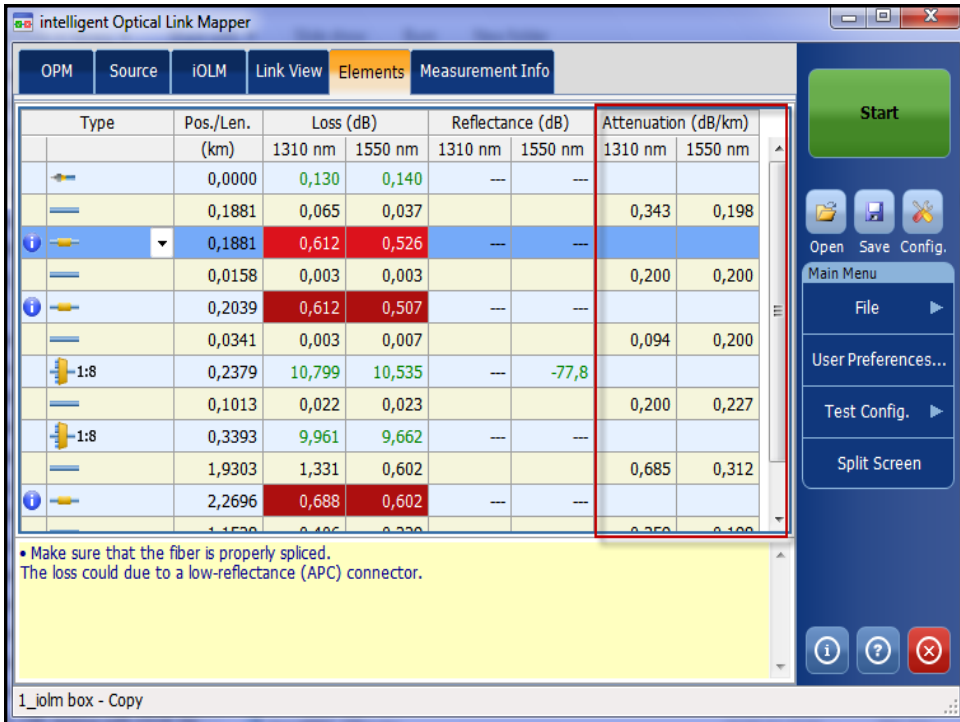 intelligent Optical Link Mapper
OPM Source iOLM Link View Elements Measurement Info
Type Pos./Len. Loss (dB) Reflectance (dB) Attenuation (dB/km)
(km) 1310 nm 1550 nm 1310 nm 1550 nm 1310 nm 1550 nm
0,0000 0,130 0,140 --- ---
0,1881 0,065 0,037 0,343 0,198
0,1881 0,612 0,526 --- ---
0,0158 0,003 0,003 0,200 0,200
0,2039 0,612 0,507 --- ---
0,0341 0,003 0,007 0,094 0,200
1:8 0,2379 10,799 10,535 --- -77,8
0,1013 0,022 0,023 0,200 0,227
1:8 0,3393 9,961 9,662 --- ---
1,9303 1,331 0,602 0,685 0,312
2,2696 0,688 0,602 --- ---
• Make sure that the fiber is properly spliced.
The loss could due to a low-reflectance (APC) connector.
1_iolm box - Copy
Start
Open Save Config.
Main Menu
File
User Preferences...
Test Config.
Split Screen